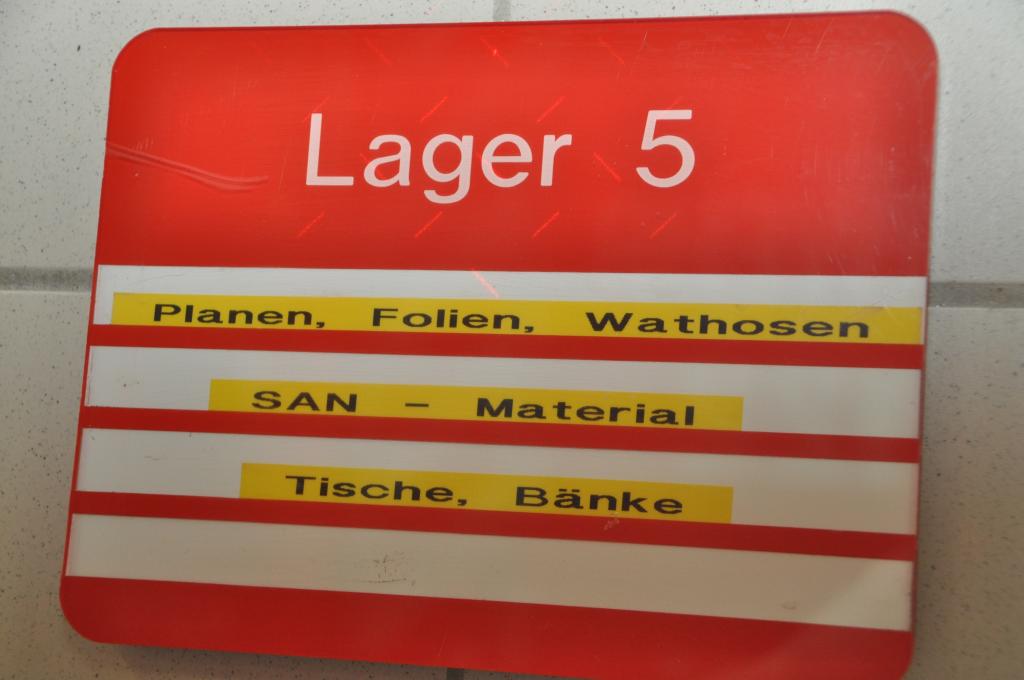 Lager 5
Planen, Folien, Wathosen
SAN - Material
Tische, Bänke